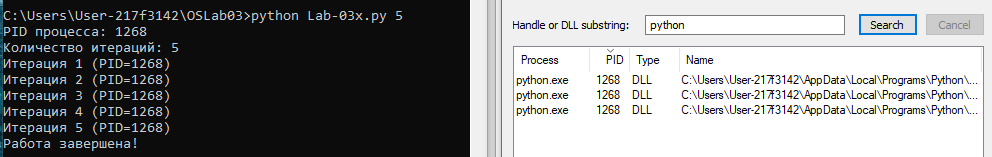 C:\Users\User-217f3142\OSLab03>python Lab-03x.py 5
PID процесса: 1268
Количество итераций: 5
Итерация 1 (PID=1268)
Итерация 2 (PID=1268)
Итерация 3 (PID=1268)
Итерация 4 (PID=1268)
Итерация 5 (PID=1268)
Работа завершена!
Handle or DLL substring: python Search Cancel
Process PID Type Name
python.exe 1268 DLL C:\Users\User-217f3142\AppData\Local\Programs\Python\...
python.exe 1268 DLL C:\Users\User-217f3142\AppData\Local\Programs\Python\...
python.exe 1268 DLL C:\Users\User-217f3142\AppData\Local\Programs\Python\...